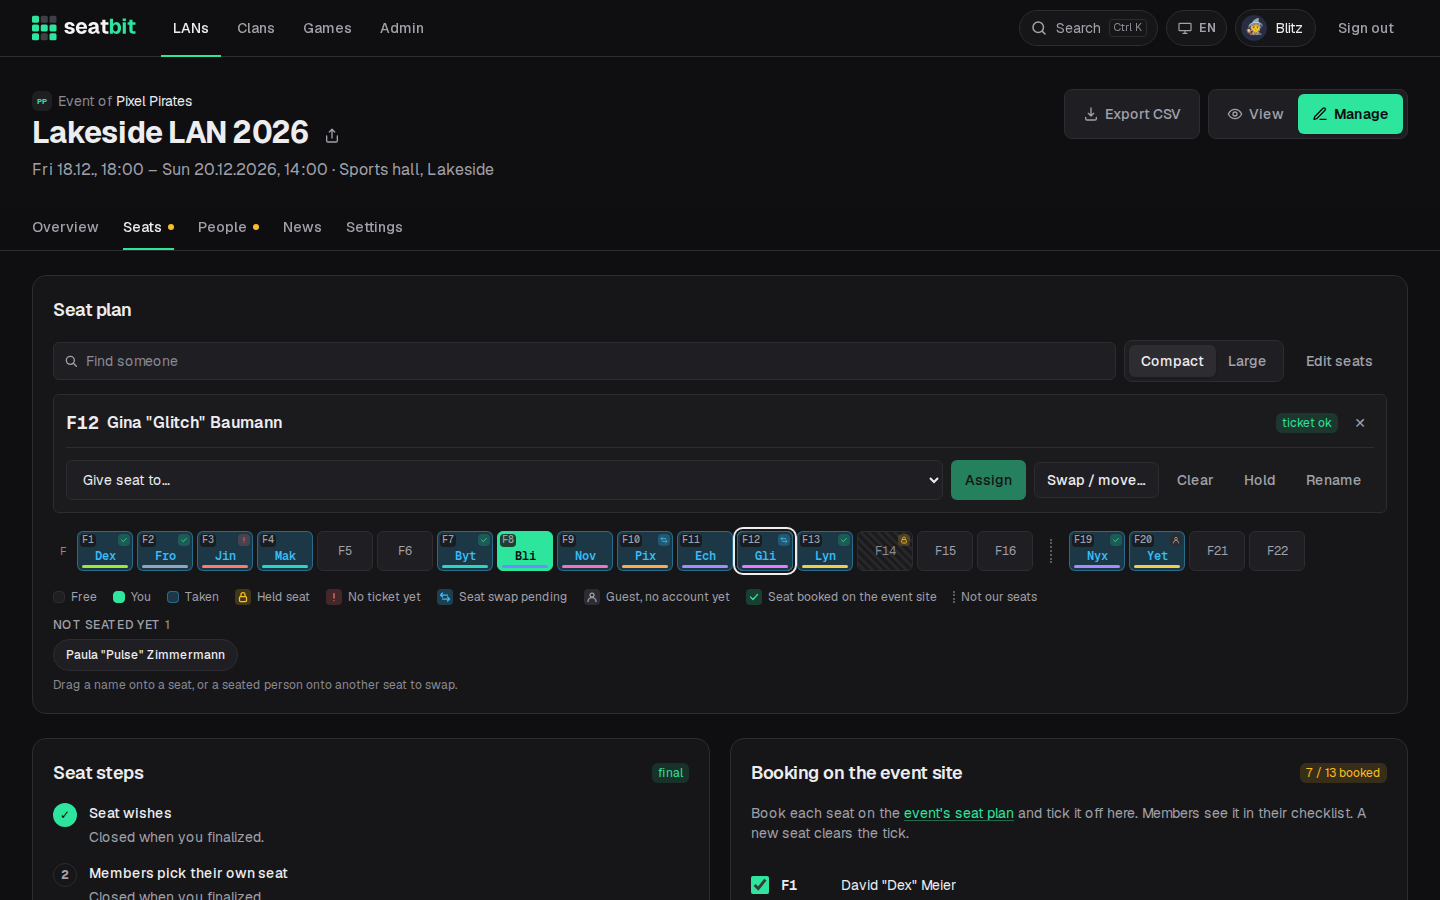 seatbit LANs Clans Games Admin Search Ctrl K EN Blitz Sign out
PP Event of Pixel Pirates
Lakeside LAN 2026
Export CSV View Manage
Fri 18.12., 18:00 – Sun 20.12.2026, 14:00 · Sports hall, Lakeside
Overview Seats People News Settings
Seat plan
Find someone Compact Large Edit seats
F12 Gina "Glitch" Baumann ticket ok ×
Give seat to… Assign Swap / move… Clear Hold Rename
F F1 Dex F2 Fro F3 Jin F4 Mak F5 F6 F7 Byt F8 Bli F9 Nov F10 Pix F11 Ech F12 Gli F13 Lyn F14 F15 F16 F19 Nyx F20 Yet F21 F22
Free You Taken Held seat No ticket yet Seat swap pending Guest, no account yet Seat booked on the event site Not our seats
NOT SEATED YET 1
Paula "Pulse" Zimmermann
Drag a name onto a seat, or a seated person onto another seat to swap.
Seat steps final
Seat wishes
Closed when you finalized.
2 Members pick their own seat
Closed when you finalized.
Booking on the event site 7 / 13 booked
Book each seat on the event's seat plan and tick it off here. Members see it in their checklist. A
new seat clears the tick.
F1 David "Dex" Meier